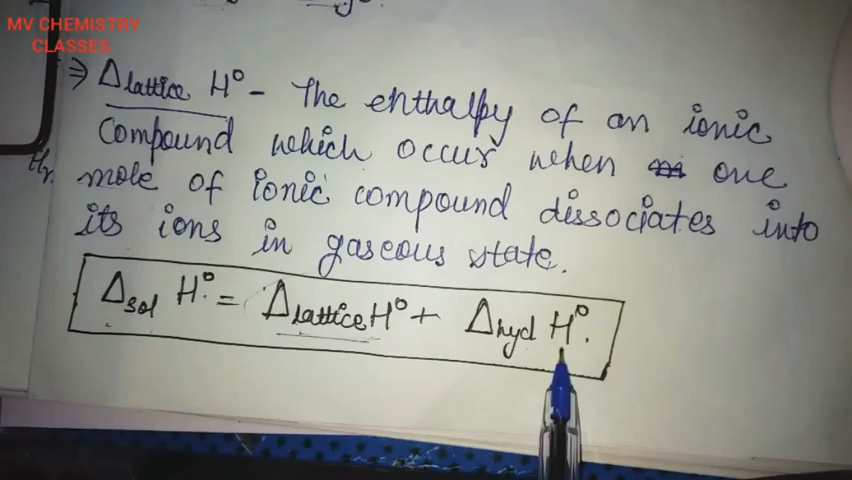 MV CHEMISTRY
CLASSES
⇒ Δlattice H° - The enthalpy of an ionic
compound which occur when one
mole of ionic compound dissociates into
its ions in gaseous state.
Δsol H° = Δlattice H° + Δhyd H°.